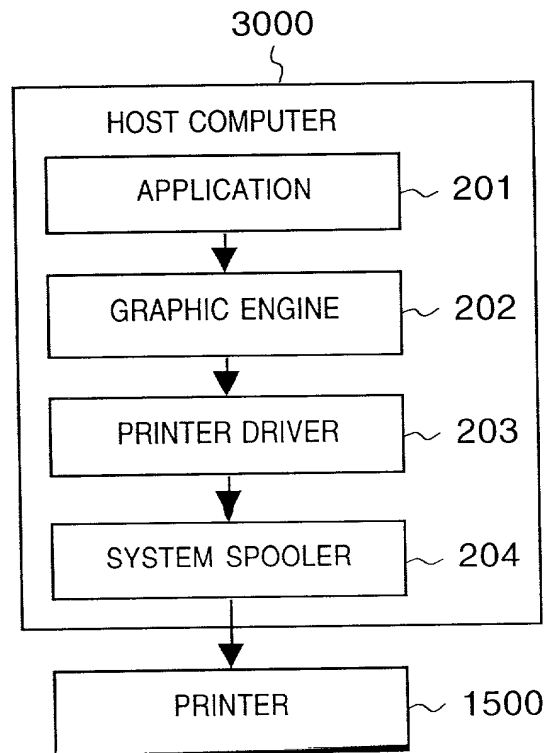 3000
HOST COMPUTER
APPLICATION
201
GRAPHIC ENGINE
202
PRINTER DRIVER
203
SYSTEM SPOOLER
204
PRINTER
1500